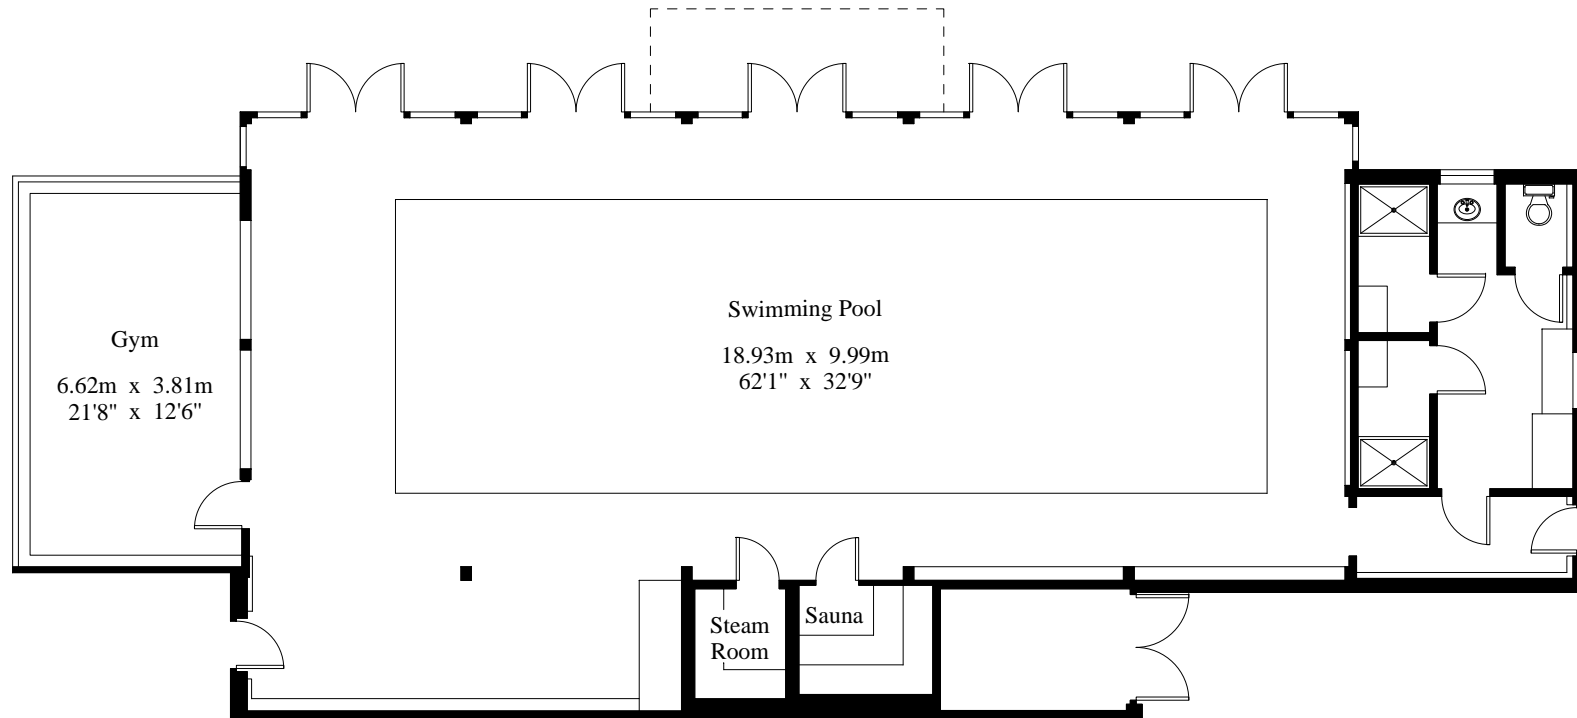 Swimming Pool
18.93m x 9.99m
62'1" x 32'9"
Gym
6.62m x 3.81m
21'8" x 12'6"
Steam
Room
Sauna